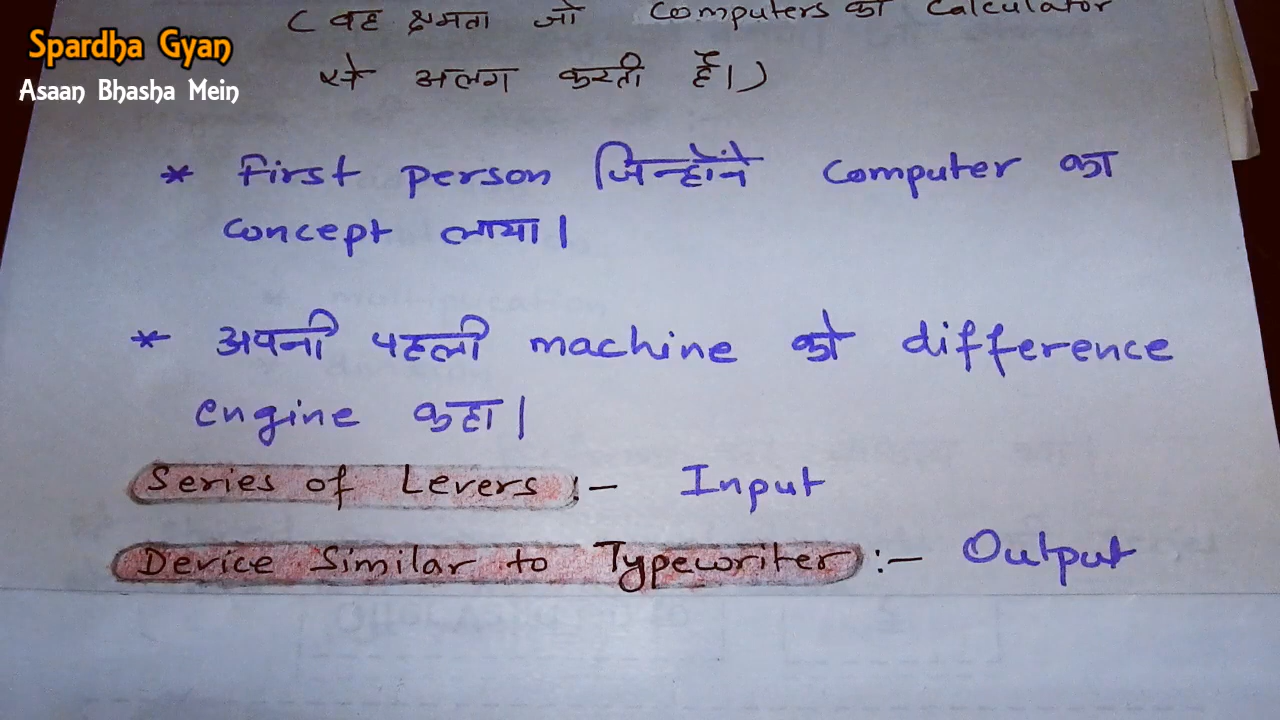 Spardha Gyan
Asaan Bhasha Mein
( वह क्षमता जो Computers को Calculator
से अलग करती है।)
* First person जिन्होंने Computer का
concept लाया।
* अपनी पहली machine को difference
engine कहा।
Series of Levers :- Input
Device Similar to Typewriter :- Output